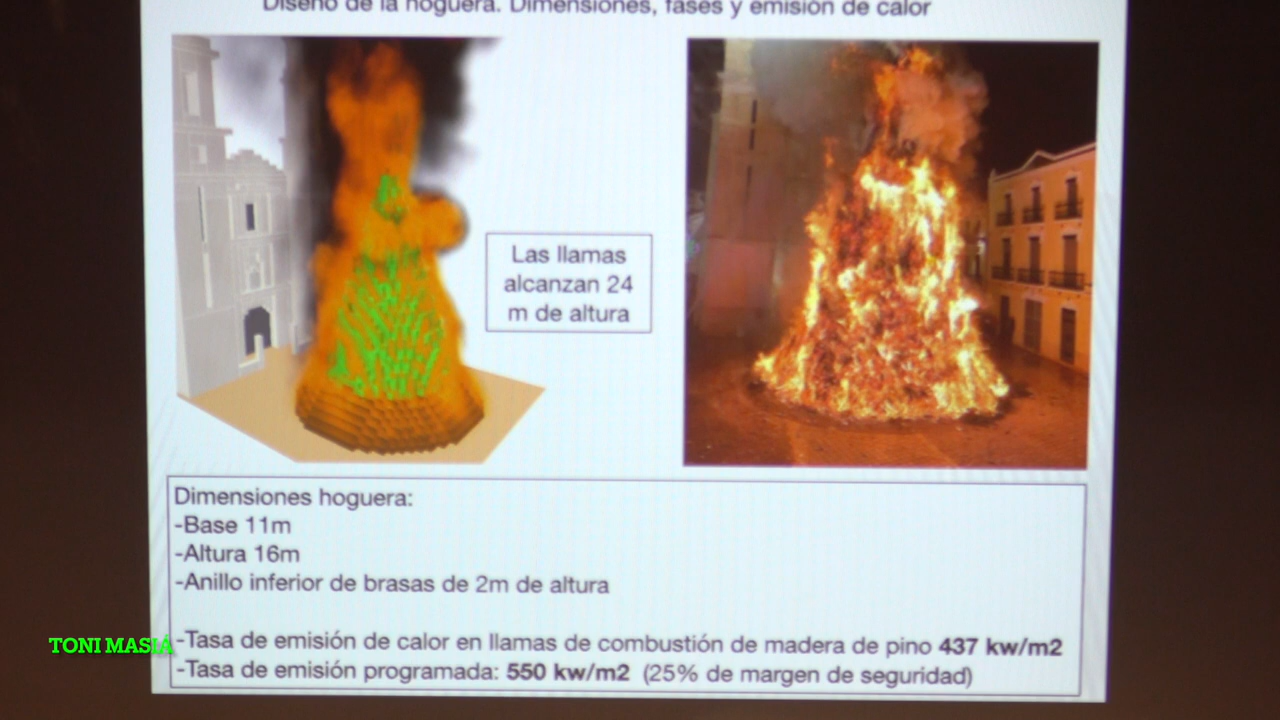 Diseño de la hoguera. Dimensiones, fases y emisión de calor
Las llamas
alcanzan 24
m de altura
Dimensiones hoguera:
-Base 11m
-Altura 16m
-Anillo inferior de brasas de 2m de altura
-Tasa de emisión de calor en llamas de combustión de madera de pino 437 kw/m2
-Tasa de emisión programada: 550 kw/m2 (25% de margen de seguridad)
TONI MASIÁ